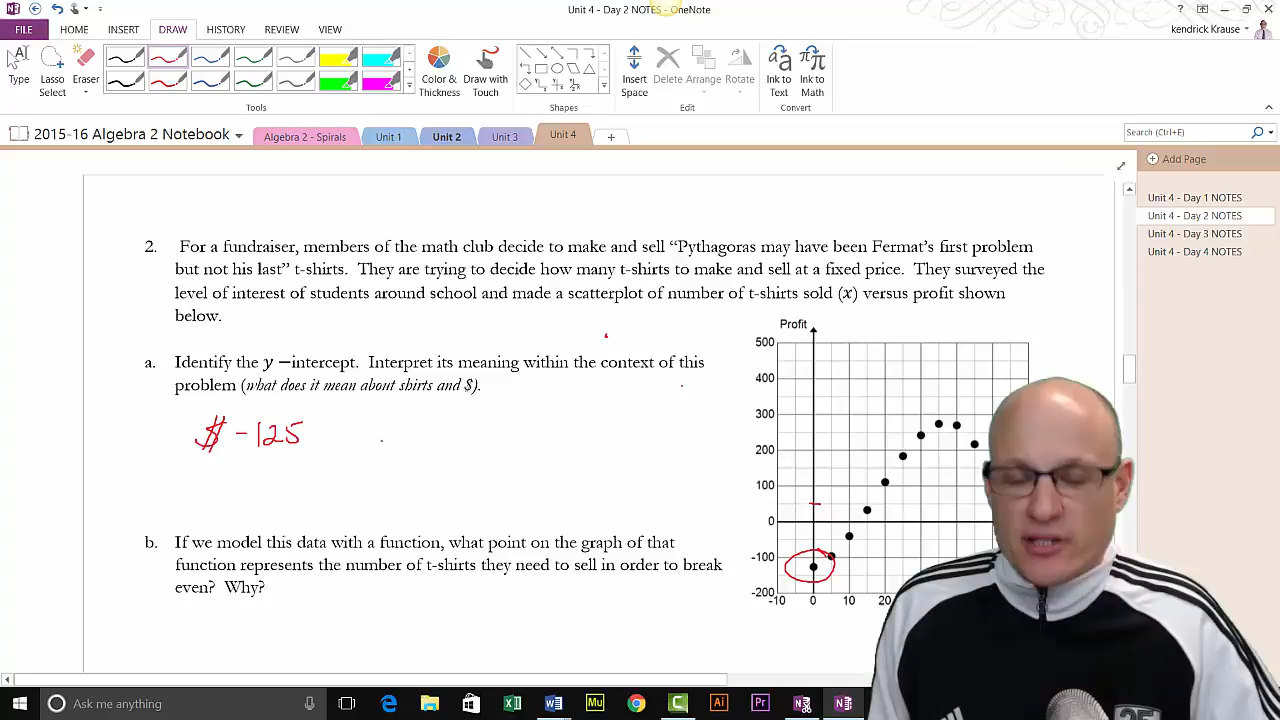 Unit 4 - Day 2 NOTES - OneNote
FILE HOME INSERT DRAW HISTORY REVIEW VIEW
kendrick Krause
Type
Lasso Select
Eraser
Color & Thickness
Draw with Touch
Insert Space
Delete
Arrange
Rotate
Ink to Text
Ink to Math
Tools Shapes Edit Convert
2015-16 Algebra 2 Notebook
Algebra 2 - Spirals Unit 1 Unit 2 Unit 3 Unit 4 +
Search (Ctrl+E)
Add Page
Unit 4 - Day 1 NOTES
Unit 4 - Day 2 NOTES
Unit 4 - Day 3 NOTES
Unit 4 - Day 4 NOTES
2. For a fundraiser, members of the math club decide to make and sell “Pythagoras may have been Fermat’s first problem
but not his last” t-shirts. They are trying to decide how many t-shirts to make and sell at a fixed price. They surveyed the
level of interest of students around school and made a scatterplot of number of t-shirts sold (x) versus profit shown
below.
a. Identify the y −intercept. Interpret its meaning within the context of this
problem (what does it mean about shirts and $).
$ -125
b. If we model this data with a function, what point on the graph of that
function represents the number of t-shirts they need to sell in order to break
even? Why?
Profit
500
400
300
200
100
0
-100
-200
-10 0 10 20
Ask me anything